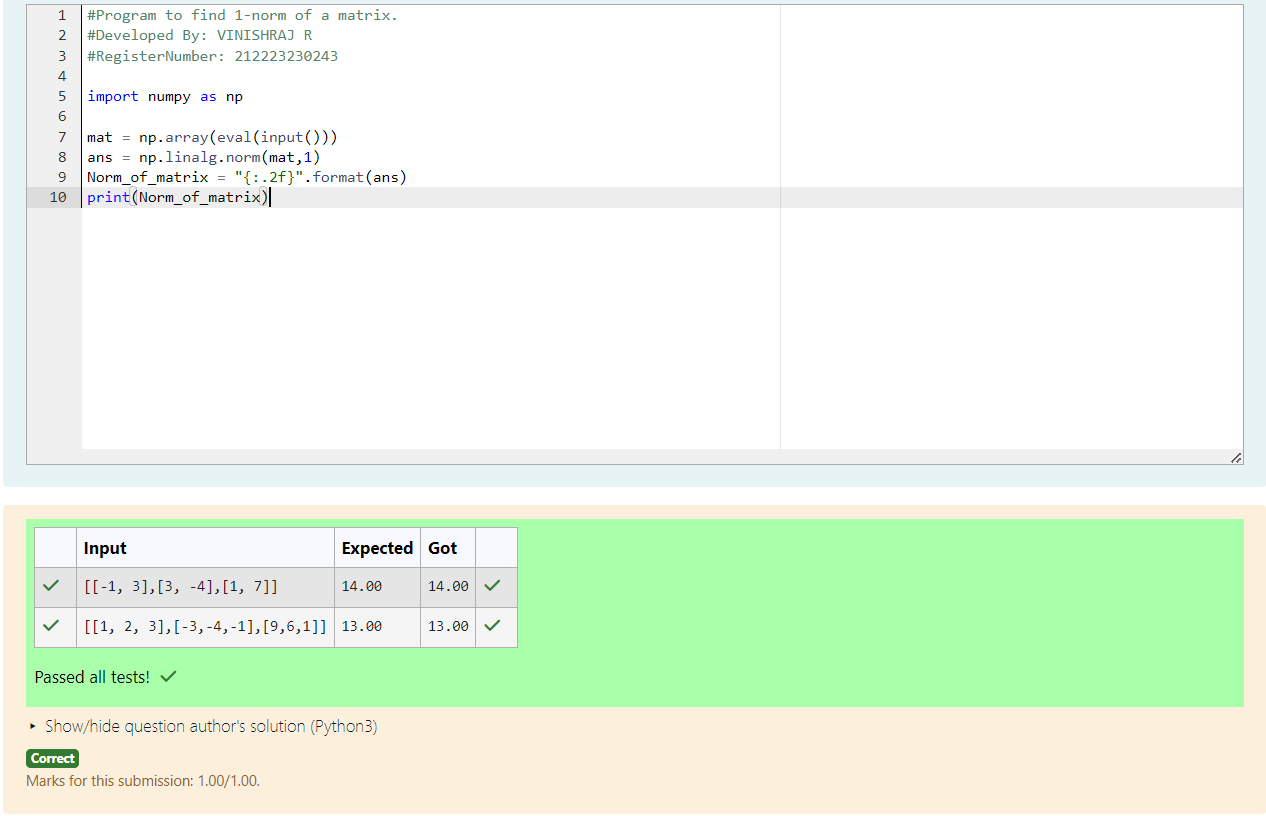 1 #Program to find 1-norm of a matrix.
2 #Developed By: VINISHRAJ R
3 #RegisterNumber: 212223230243
4
5 import numpy as np
6
7 mat = np.array(eval(input()))
8 ans = np.linalg.norm(mat,1)
9 Norm_of_matrix = "{:.2f}".format(ans)
10 print(Norm_of_matrix)
Input Expected Got
[[-1, 3],[3, -4],[1, 7]] 14.00 14.00
[[1, 2, 3],[-3,-4,-1],[9,6,1]] 13.00 13.00
Passed all tests!
Show/hide question author's solution (Python3)
Correct
Marks for this submission: 1.00/1.00.